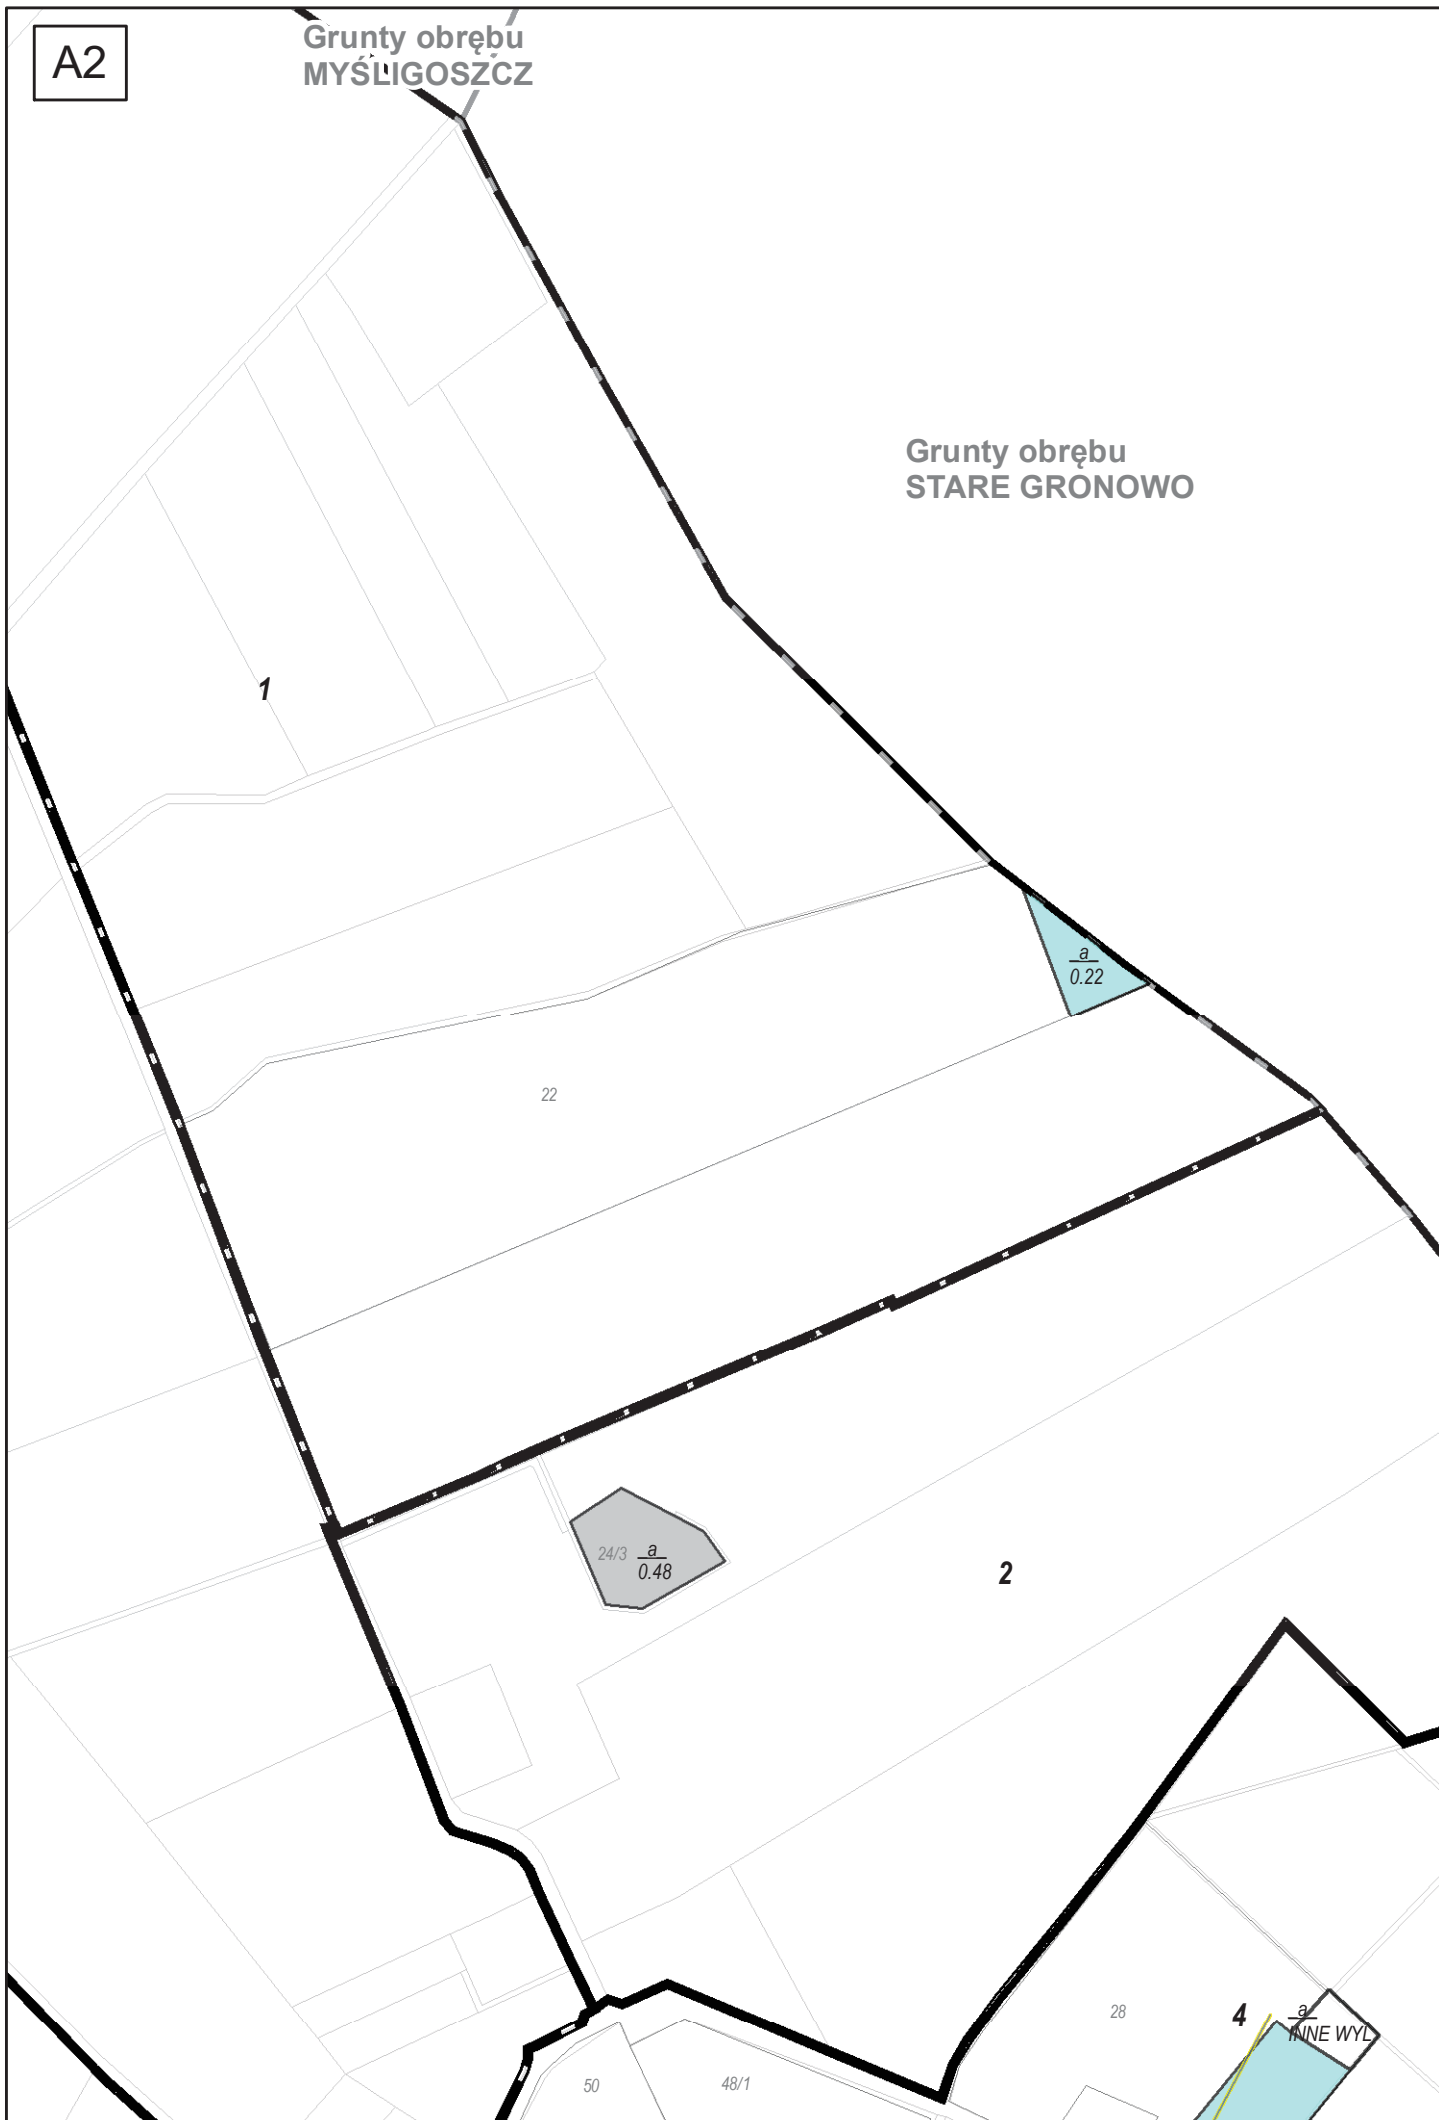 A2
Grunty obrębu
MYŚLIGOSZCZ
Grunty obrębu
STARE GRONOWO
1
a
0.22
22
24/3
a
0.48
2
28
4
a
INNE WYL
50
48/1